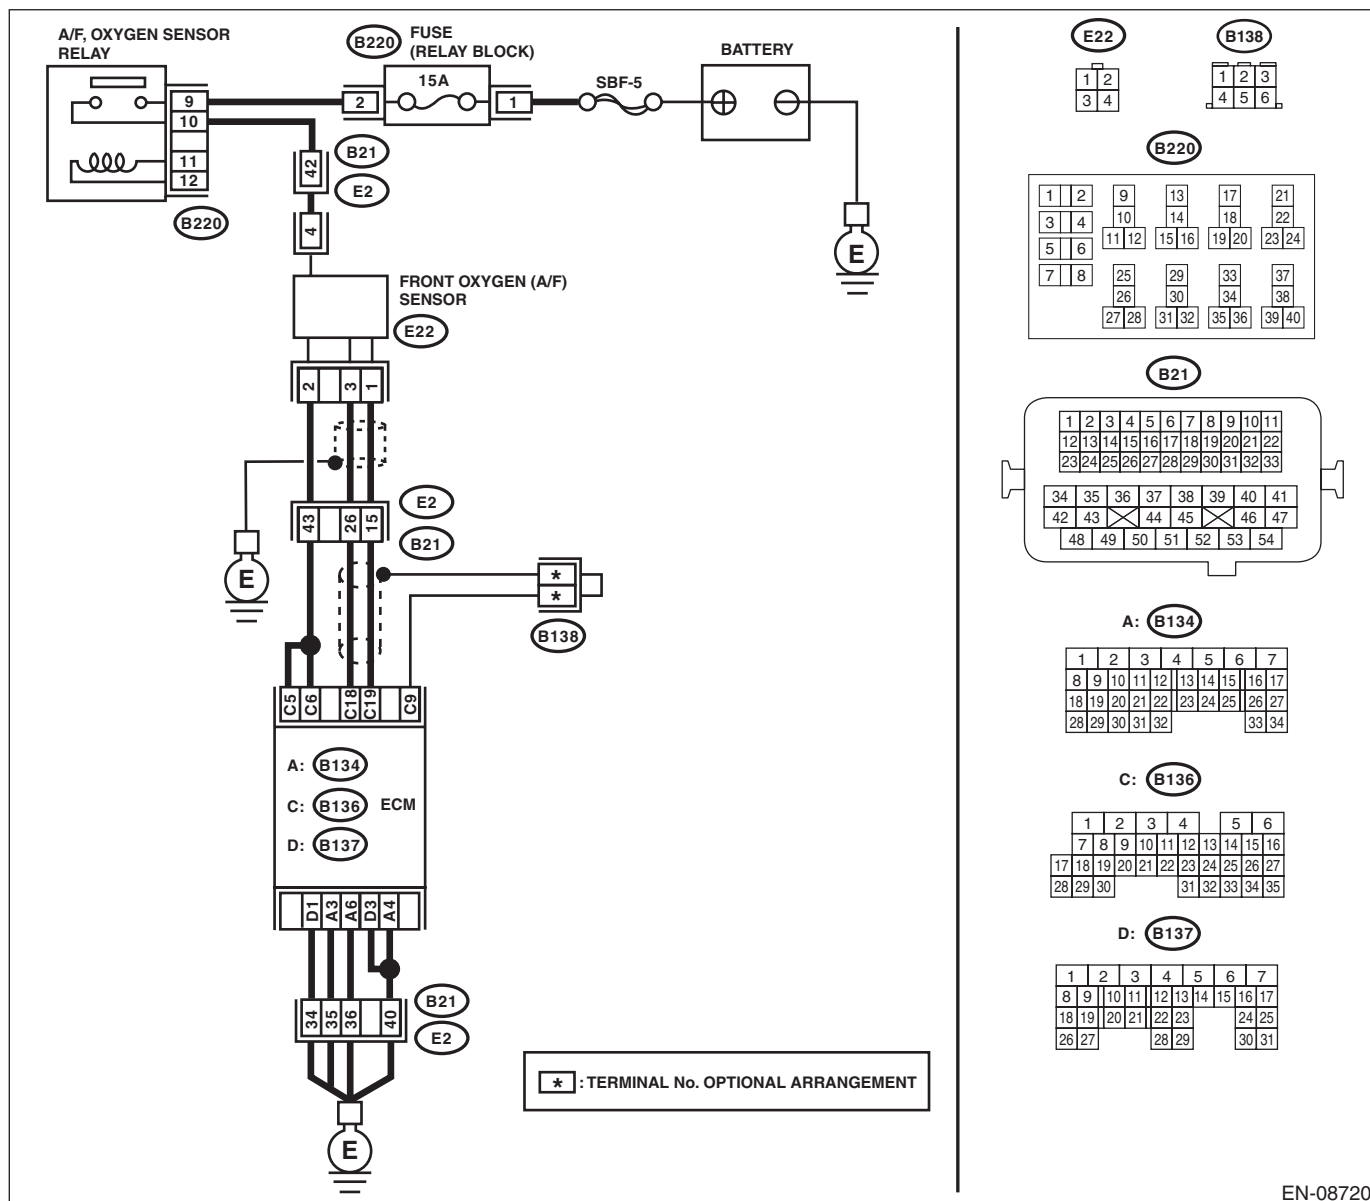 A/F, OXYGEN SENSOR
RELAY
9
10
11
12
B220
B220
FUSE
(RELAY BLOCK)
15A
2
1
SBF-5
BATTERY
E
42
B21
E2
4
FRONT OXYGEN (A/F)
SENSOR
E22
2 3 1
E
43 26 15
E2
B21
*
*
B138
C5 C6 C18 C19 C9
A: B134
C: B136 ECM
D: B137
D1 A3 A6 D3 A4
34 35 36 40
B21
E2
E
* : TERMINAL No. OPTIONAL ARRANGEMENT
E22
1 2
3 4
B138
1 2 3
4 5 6
B220
1 2 9 13 17 21
3 4 10 14 18 22
11 12 15 16 19 20 23 24
5 6
7 8 25 29 33 37
26 30 34 38
27 28 31 32 35 36 39 40
B21
1 2 3 4 5 6 7 8 9 10 11
12 13 14 15 16 17 18 19 20 21 22
23 24 25 26 27 28 29 30 31 32 33
34 35 36 37 38 39 40 41
42 43 44 45 46 47
48 49 50 51 52 53 54
A: B134
1 2 3 4 5 6 7
8 9 10 11 12 13 14 15 16 17
18 19 20 21 22 23 24 25 26 27
28 29 30 31 32 33 34
C: B136
1 2 3 4 5 6
7 8 9 10 11 12 13 14 15 16
17 18 19 20 21 22 23 24 25 26 27
28 29 30 31 32 33 34 35
D: B137
1 2 3 4 5 6 7
8 9 10 11 12 13 14 15 16 17
18 19 20 21 22 23 24 25
26 27 28 29 30 31
EN-08720